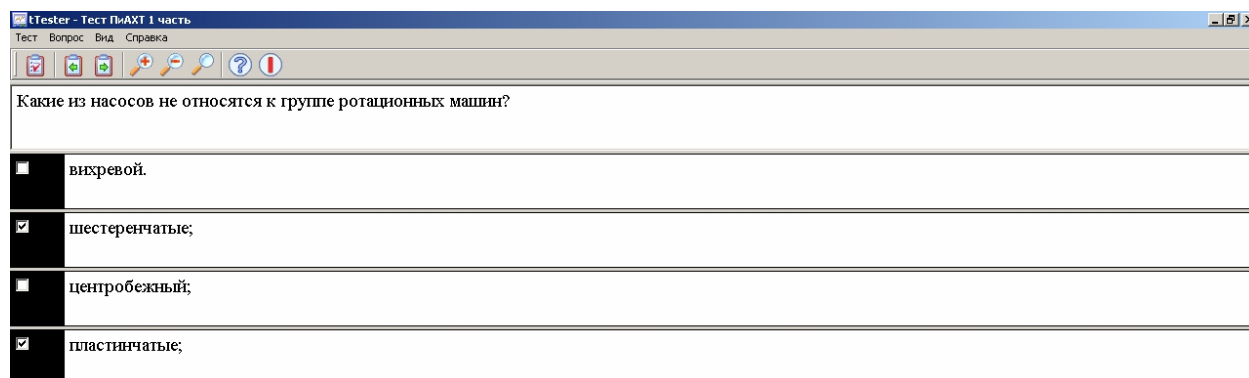 tTester - Тест ПиАХТ 1 часть
Тест Вопрос Вид Справка
Какие из насосов не относятся к группе ротационных машин?
вихревой.
шестеренчатые;
центробежный;
пластинчатые;